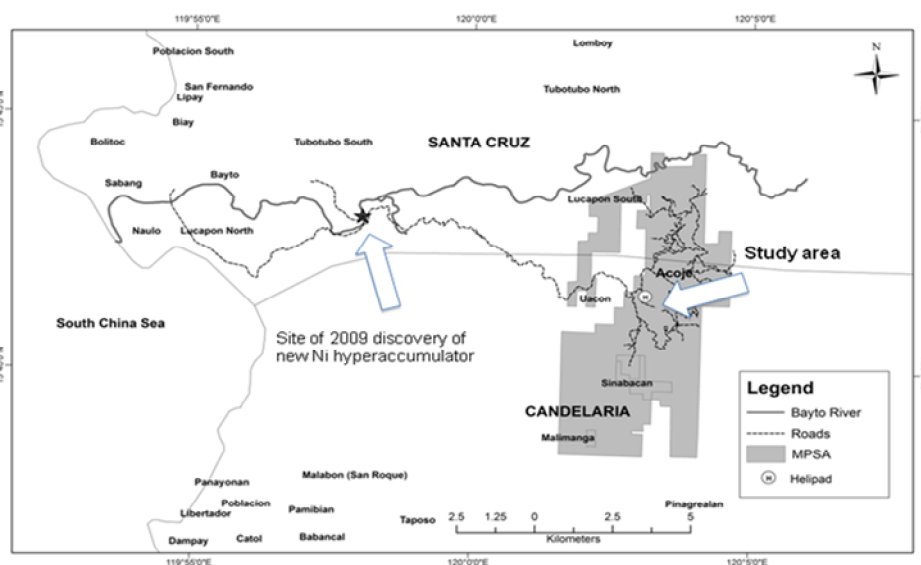 119°55'0"E
120°0'0"E
120°5'0"E
Poblacion South
Lomboy
N
San Fernando
Lipay
Tubotubo North
Biay
Bolitoc
Tubotubo South
SANTA CRUZ
Sabang
Bayto
Lucapon South
Naulo
Lucapon North
Study area
Acoje
Uacon
H
South China Sea
Site of 2009 discovery of
new Ni hyperaccumulator
Sinabacan
CANDELARIA
Malimanga
Legend
Bayto River
Roads
MPSA
H
Helipad
Panayonan
Malabon (San Roque)
Poblacion
Libertador
Pamibian
Pinagrealan
Taposo
2.5 1.25 0 2.5 5
Kilometers
Dampay
Catol
Babancal
119°55'0"E
120°0'0"E
120°5'0"E